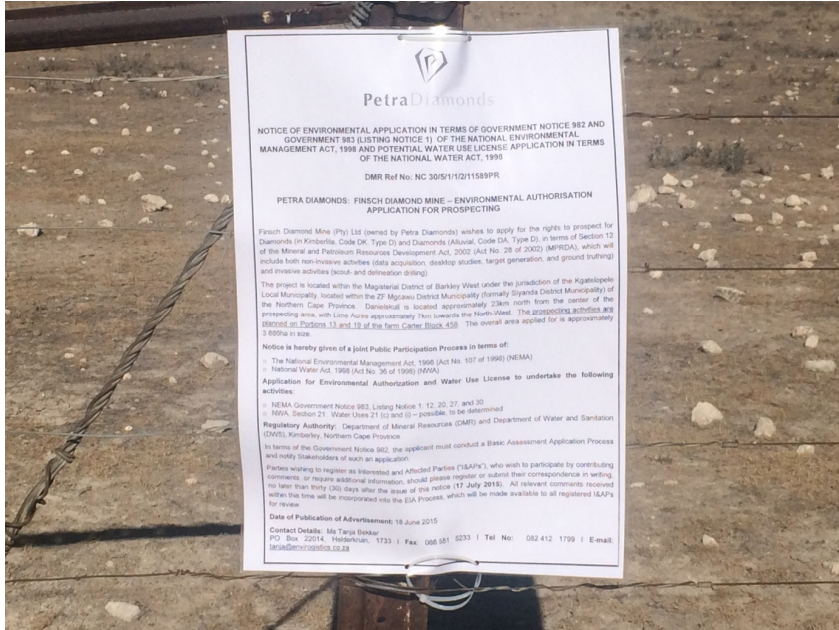 PetraDiamonds
NOTICE OF ENVIRONMENTAL APPLICATION IN TERMS OF GOVERNMENT NOTICE 982 AND
GOVERNMENT 983 (LISTING NOTICE 1) OF THE NATIONAL ENVIRONMENTAL
MANAGEMENT ACT, 1998 AND POTENTIAL WATER USE LICENSE APPLICATION IN TERMS
OF THE NATIONAL WATER ACT, 1998
DMR Ref No: NC 30/5/1/1/2/11589PR
PETRA DIAMONDS: FINSCH DIAMOND MINE – ENVIRONMENTAL AUTHORISATION
APPLICATION FOR PROSPECTING
Finsch Diamond Mine (Pty) Ltd (owned by Petra Diamonds) wishes to apply for the rights to prospect for
Diamonds (in Kimberlite, Code DK, Type D) and Diamonds (Alluvial, Code DA, Type D), in terms of Section 12
of the Mineral and Petroleum Resources Development Act, 2002 (Act No. 28 of 2002) (MPRDA), which will
include both non-invasive activities (data acquisition, desktop studies, target generation, and ground truthing)
and invasive activities (scout- and delineation drilling)
The project is located within the Magisterial District of Barkley West under the jurisdiction of the Kgatelopele
Local Municipality, located within the ZF Mgcawu District Municipality (formally Siyanda District Municipality) of
the Northern Cape Province. Danielskuil is located approximately 23km north from the center of the
prospecting area, with Lime Acres approximately 7km towards the North-West. The prospecting activities are
planned on Portions 13 and 19 of the farm Carter Block 458. The overall area applied for is approximately
in size.
Notice is hereby given of a joint Public Participation Process in terms of:
○ The National Environmental Management Act, 1998 (Act No. 107 of 1998) (NEMA)
○ National Water Act, 1998 (Act No. 36 of 1998) (NWA)
Application for Environmental Authorization and Water Use License to undertake the following
activities:
○ NEMA Government Notice 983, Listing Notice 1: 12, 20, 27, and 30
○ NWA, Section 21 Water Uses 21 (c) and (i) – possible, to be determined
Regulatory Authority: Department of Mineral Resources (DMR) and Department of Water and Sanitation
(DWS), Kimberley, Northern Cape Province
In terms of the Government Notice 982, the applicant must conduct a Basic Assessment Application Process
and notify Stakeholders of such an application.
Parties wishing to register as Interested and Affected Parties ("I&APs"), who wish to participate by contributing
comments, or require additional information, should please register or submit their correspondence in writing,
no later than thirty (30) days after the issue of this notice (17 July 2015). All relevant comments received
within this time will be incorporated into the EIA Process, which will be made available to all registered I&APs
for review.
Date of Publication of Advertisement: 18 June 2015
Contact Details: Ms Tanja Bekker
PO Box 22014, Helderkruin, 1733 | Fax: 086 551 5233 | Tel No: 082 412 1799 | E-mail:
tanja@envirogistics.co.za